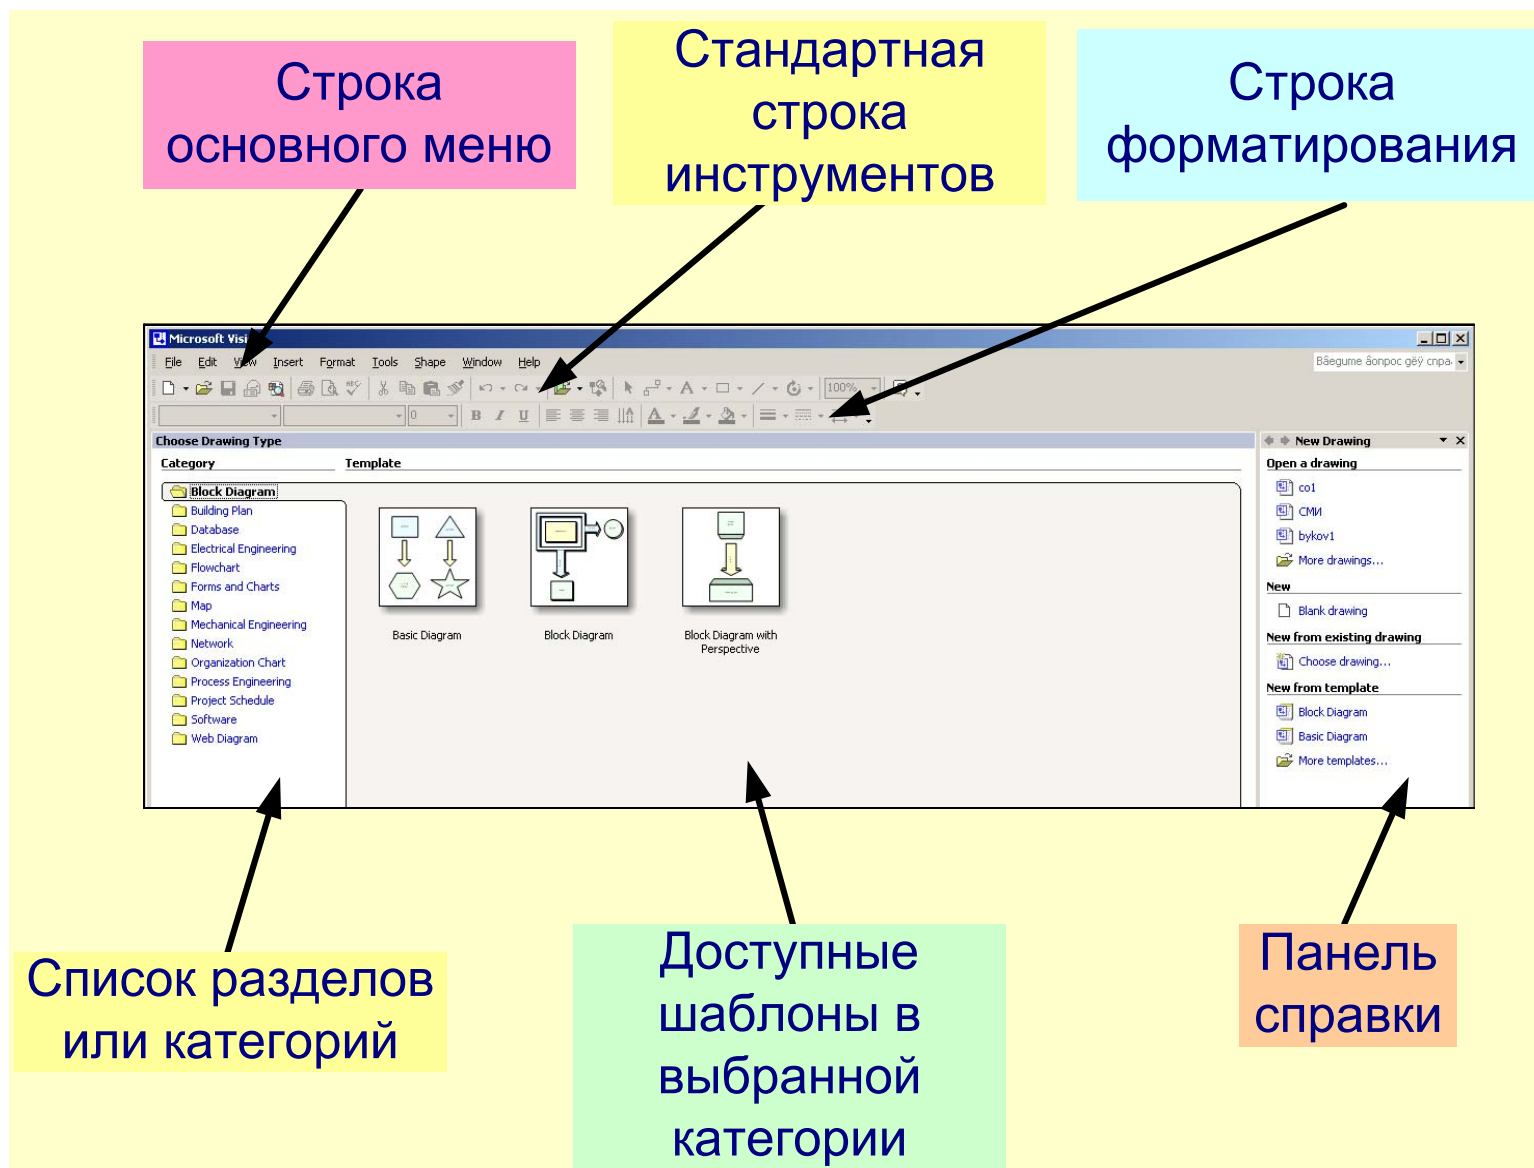 Строка
основного меню
Стандартная
строка
инструментов
Строка
форматирования
Microsoft Visi
File Edit View Insert Format Tools Shape Window Help
100%
0
B I U
Choose Drawing Type
Category
Template
Block Diagram
Building Plan
Database
Electrical Engineering
Flowchart
Forms and Charts
Map
Mechanical Engineering
Network
Organization Chart
Process Engineering
Project Schedule
Software
Web Diagram
Basic Diagram
Block Diagram
Block Diagram with
Perspective
New Drawing
Open a drawing
co1
СМИ
bykov1
More drawings...
New
Blank drawing
New from existing drawing
Choose drawing...
New from template
Block Diagram
Basic Diagram
More templates...
Список разделов
или категорий
Доступные
шаблоны в
выбранной
категории
Панель
справки